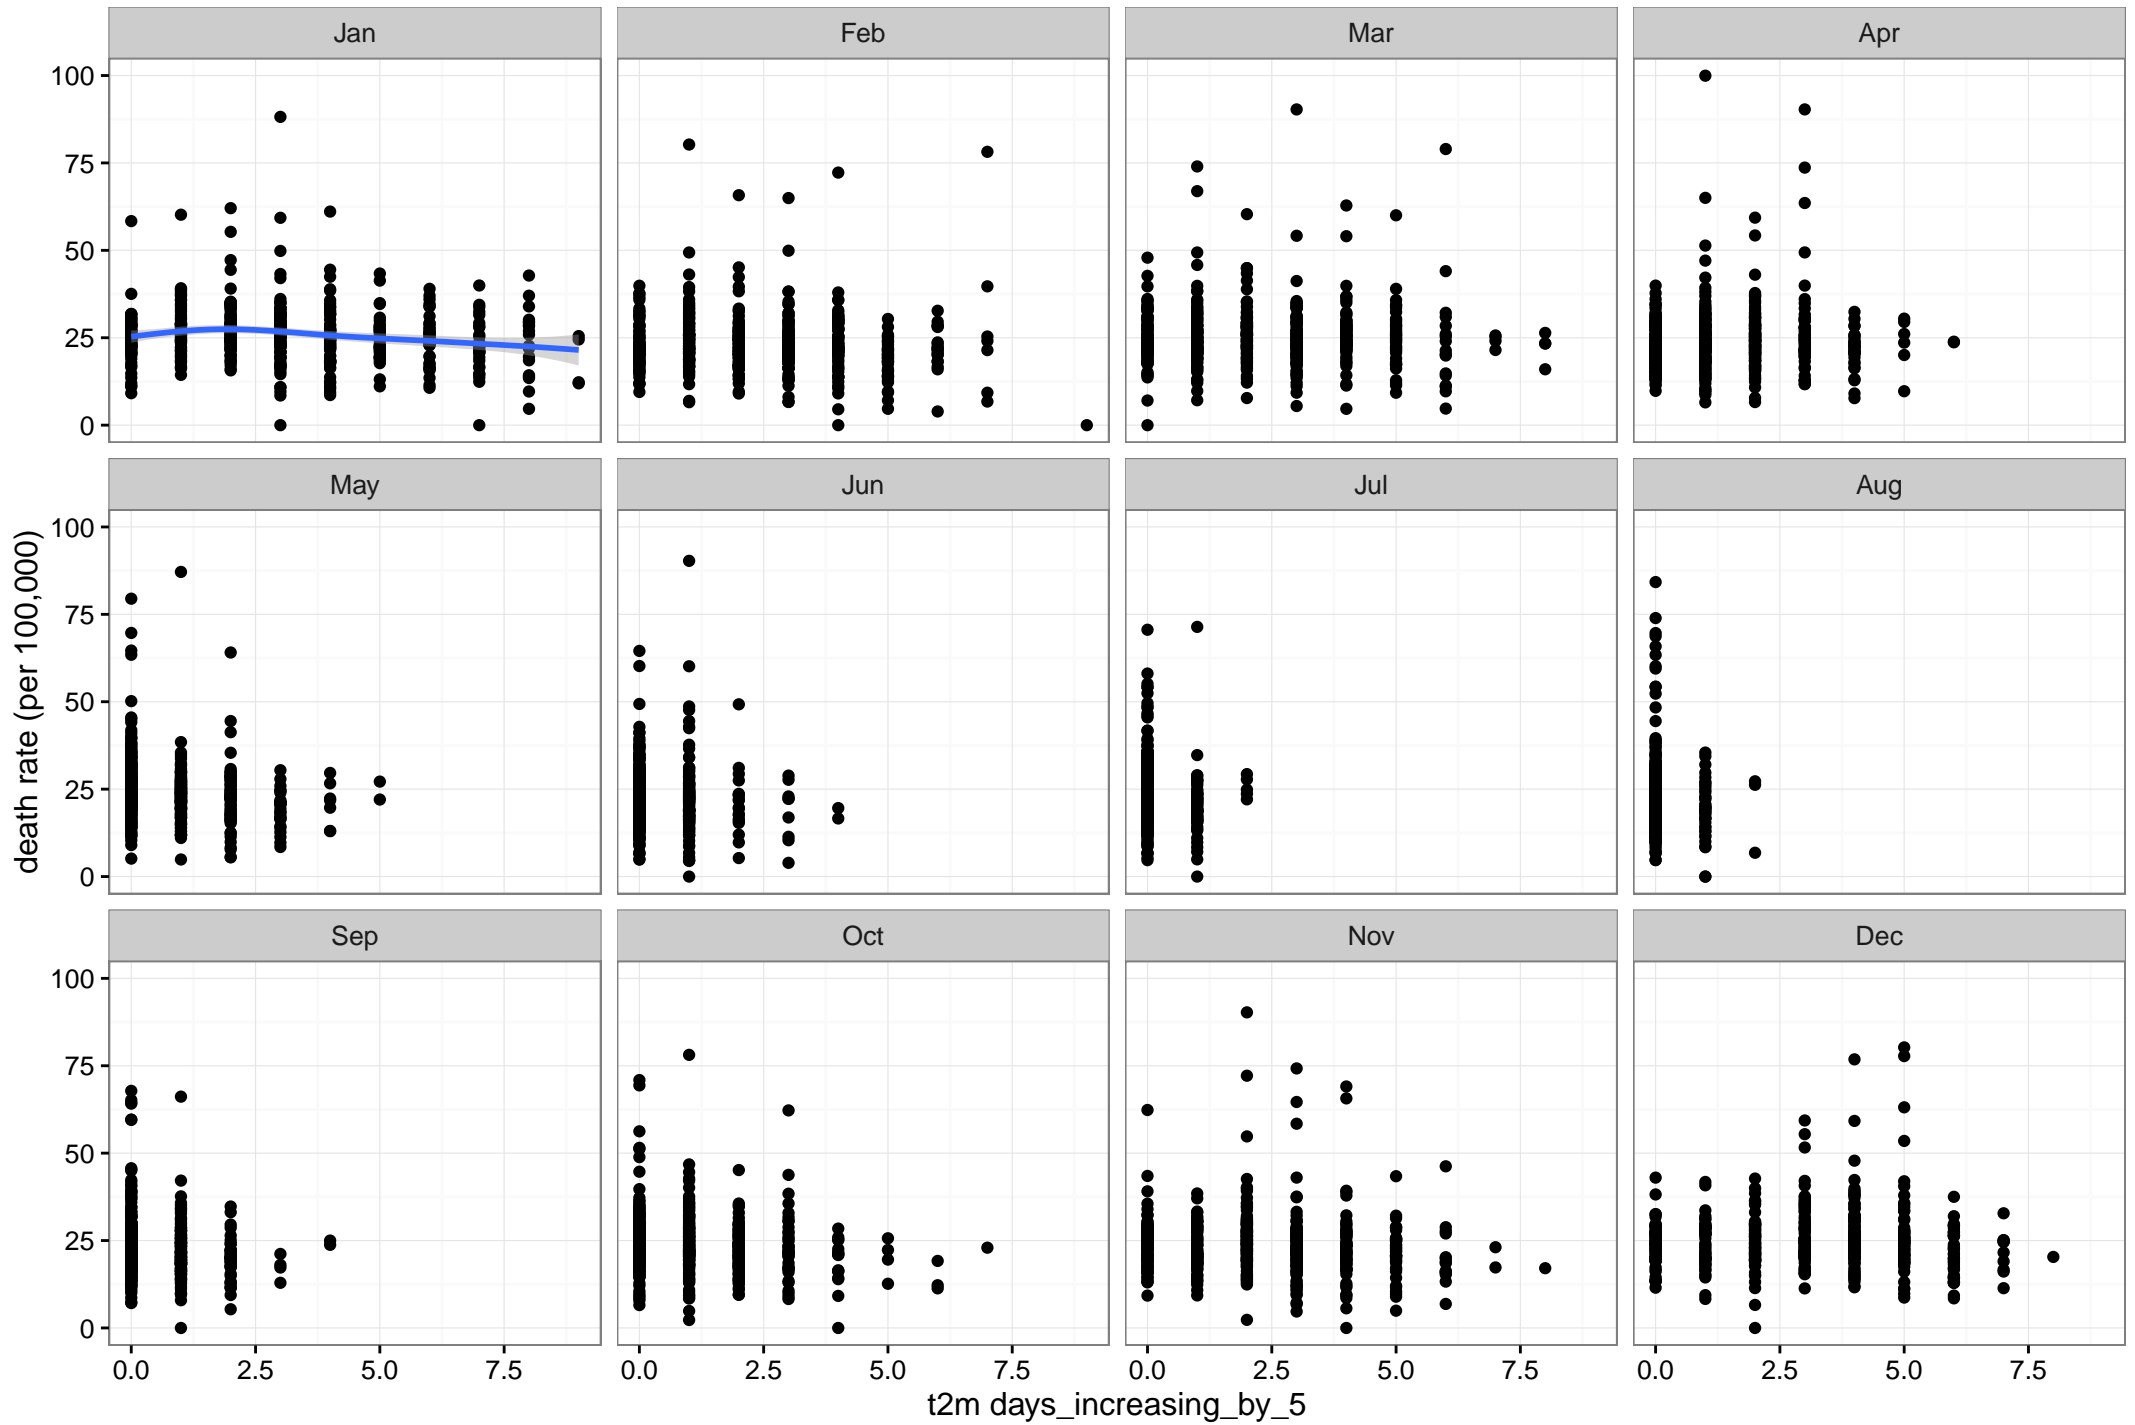 Jan Feb Mar Apr
100
75
50
25
0
May Jun Jul Aug
death rate (per 100,000)
100
75
50
25
0
Sep Oct Nov Dec
100
75
50
25
0
0.0 2.5 5.0 7.5 0.0 2.5 5.0 7.5 0.0 2.5 5.0 7.5 0.0 2.5 5.0 7.5
t2m days_increasing_by_5